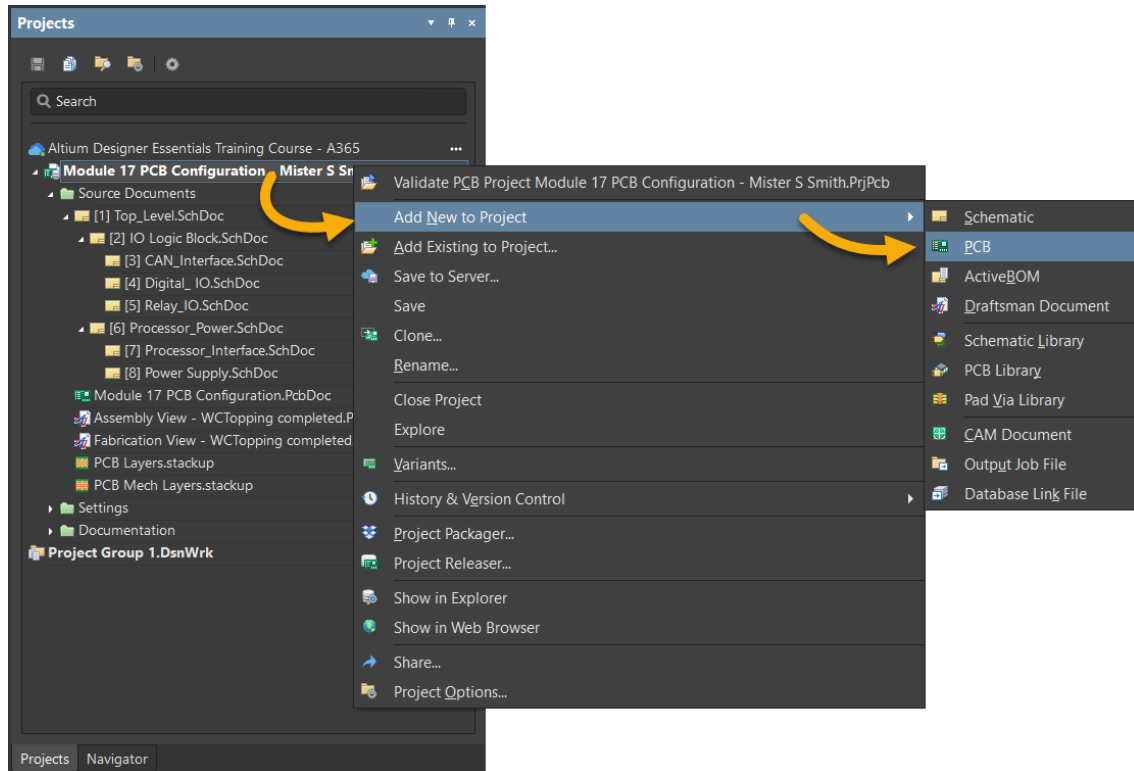 Projects
Search
Altium Designer Essentials Training Course - A365
Module 17 PCB Configuration - Mister S Sm
Source Documents
[1] Top_Level.SchDoc
[2] IO Logic Block.SchDoc
[3] CAN_Interface.SchDoc
[4] Digital_ IO.SchDoc
[5] Relay_IO.SchDoc
[6] Processor_Power.SchDoc
[7] Processor_Interface.SchDoc
[8] Power Supply.SchDoc
Module 17 PCB Configuration.PcbDoc
Assembly View - WCTopping completed.P
Fabrication View - WCTopping completed
PCB Layers.stackup
PCB Mech Layers.stackup
Settings
Documentation
Project Group 1.DsnWrk
Projects Navigator
Validate PCB Project Module 17 PCB Configuration - Mister S Smith.PrjPcb
Add New to Project
Add Existing to Project...
Save to Server...
Save
Clone...
Rename...
Close Project
Explore
Variants...
History & Version Control
Project Packager...
Project Releaser...
Show in Explorer
Show in Web Browser
Share...
Project Options...
Schematic
PCB
ActiveBOM
Draftsman Document
Schematic Library
PCB Library
Pad Via Library
CAM Document
Output Job File
Database Link File